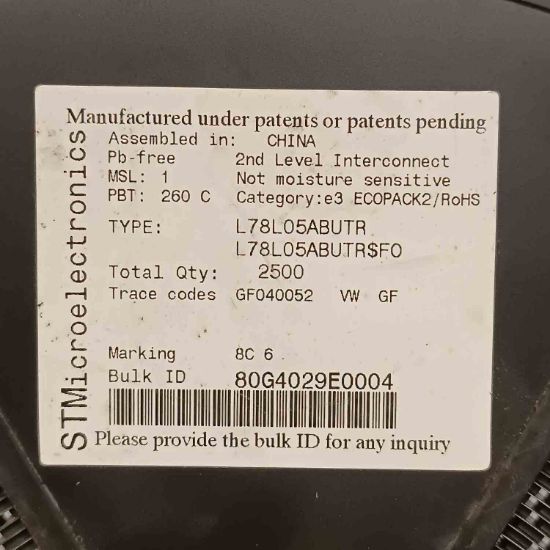 Manufactured under patents or patents pending
STMicroelectronics
Assembled in: CHINA
Pb-free 2nd Level Interconnect
MSL: 1 Not moisture sensitive
PBT: 260 C Category:e3 ECOPACK2/RoHS
TYPE: L78L05ABUTR
L78L05ABUTR$FO
Total Qty: 2500
Trace codes GF040052 VW GF
Marking 8C 6
Bulk ID 80G4029E0004
Please provide the bulk ID for any inquiry